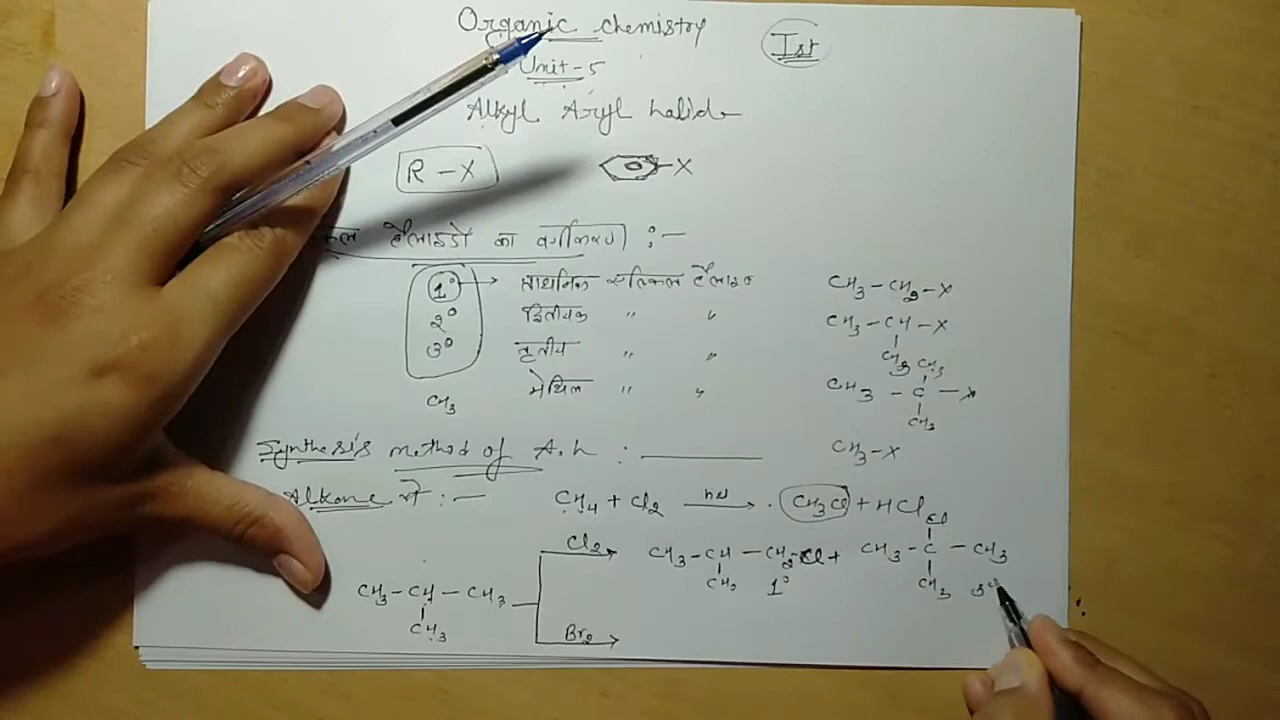 Organic chemistry
Ist
Unit-5
Alkyl Aryl halide
R-X
-X
हैलाइडों का वर्गीकरण :-
1° → प्राथमिक एल्किल हैलाइड CH3-CH2-X
2° द्वितीयक " " CH3-CH-X
CH3
3° तृतीय " "
CH3
CH3 मेथिल " " CH3-C-X
CH3
Synthesis method of A.h : CH3-X
Alkane से :- CH4 + Cl2 hν → CH3Cl + HCl
Cl
Cl2 → CH3-CH-CH2-Cl + CH3-C-CH3
CH3 1° CH3 3°
CH3-CH-CH3
CH3
Br2 →